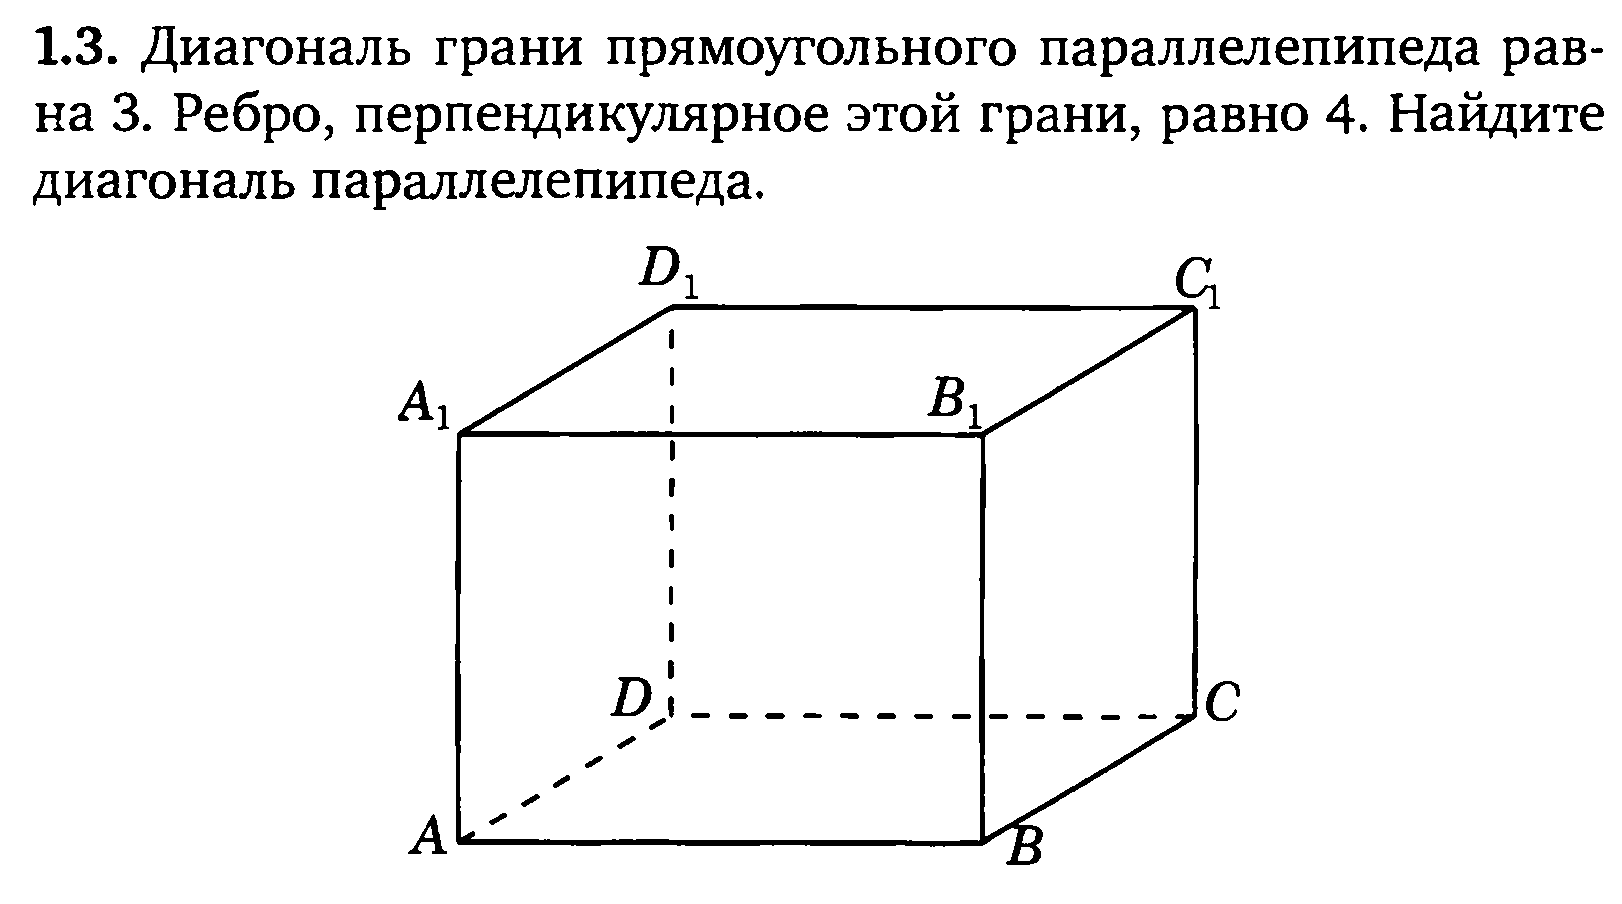 1.3. Диагональ грани прямоугольного параллелепипеда рав-
на 3. Ребро, перпендикулярное этой грани, равно 4. Найдите
диагональ параллелепипеда.
D₁
C₁
A₁
B₁
D
C
A
B